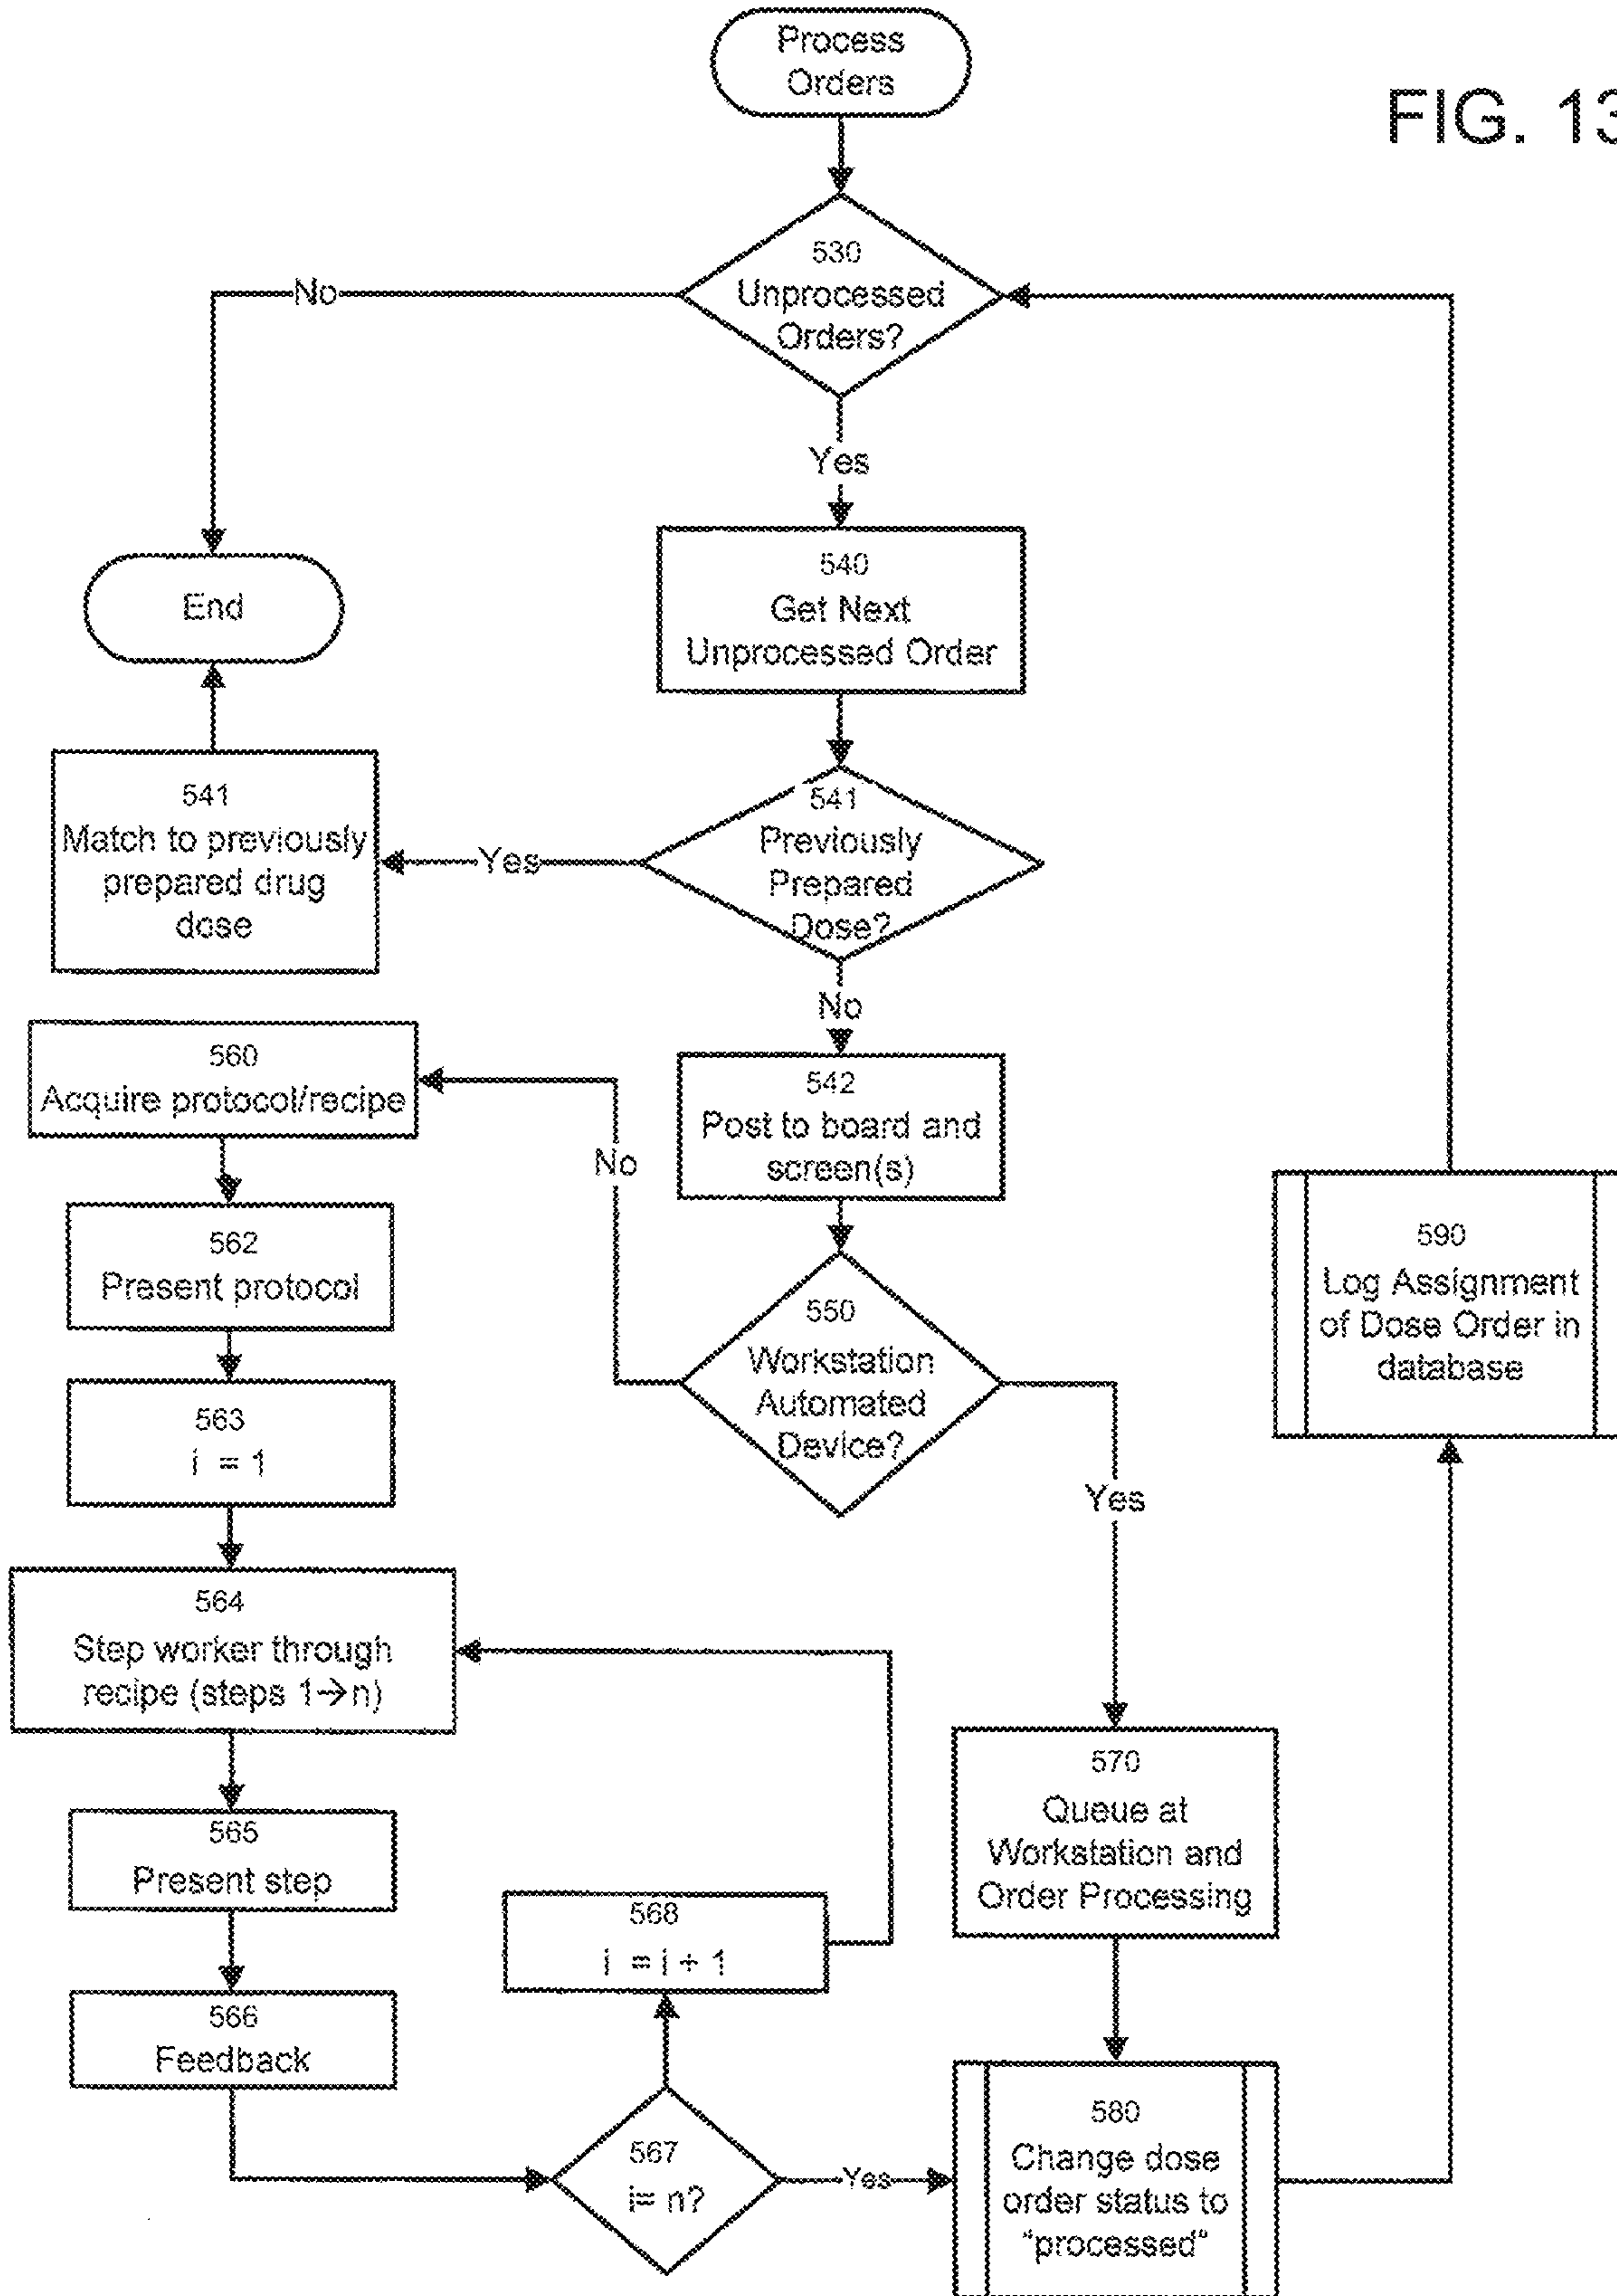 Process
Orders
FIG. 13
530
Unprocessed
Orders?
No
Yes
540
Get Next
Unprocessed Order
End
541
Match to previously
prepared drug
dose
Yes
541
Previously
Prepared
Dose?
No
560
Acquire protocol/recipe
542
Post to board and
screen(s)
No
562
Present protocol
550
Workstation
Automated
Device?
590
Log Assignment
of Dose Order in
database
563
i = 1
Yes
564
Step worker through
recipe (steps 1→n)
570
Queue at
Workstation and
Order Processing
565
Present step
568
i = i + 1
566
Feedback
567
i= n?
Yes
580
Change dose
order status to
"processed"